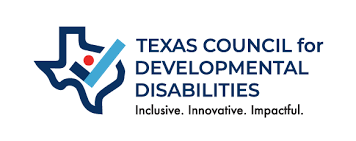 TEXAS COUNCIL for
DEVELOPMENTAL
DISABILITIES
Inclusive. Innovative. Impactful.